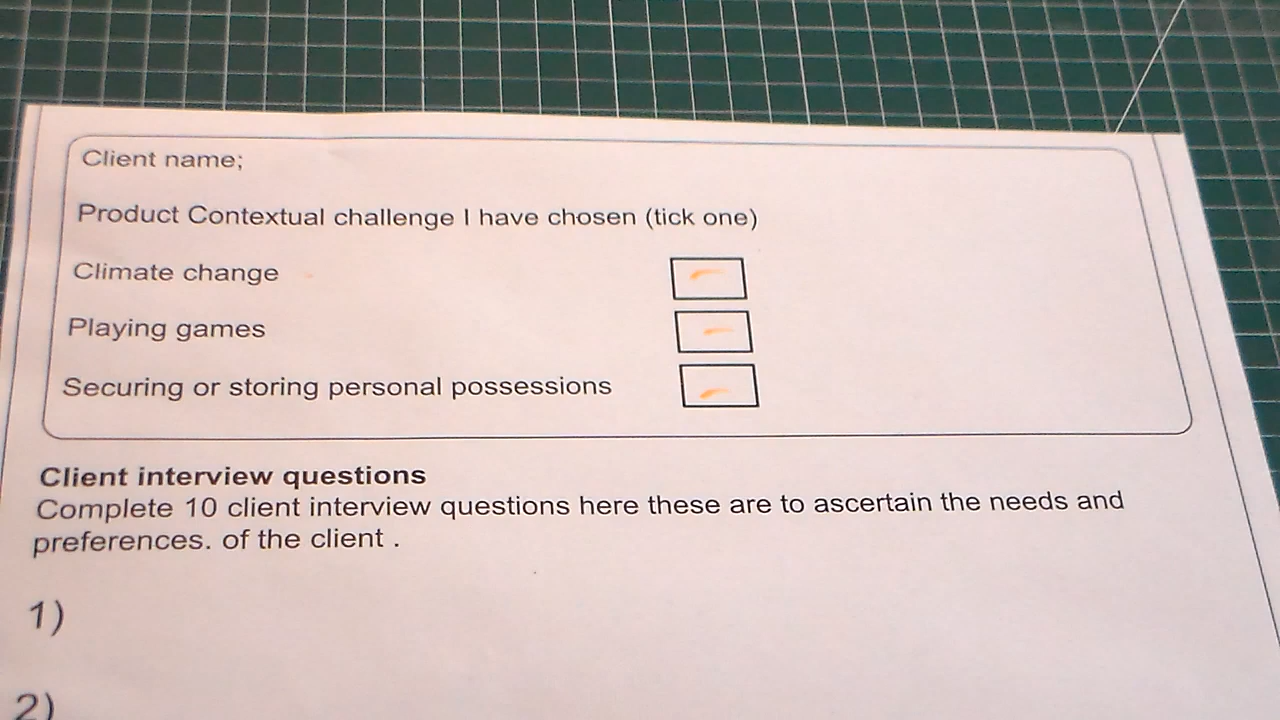 Client name;
Product Contextual challenge I have chosen (tick one)
Climate change
Playing games
Securing or storing personal possessions
Client interview questions
Complete 10 client interview questions here these are to ascertain the needs and
preferences. of the client .
1)
2)